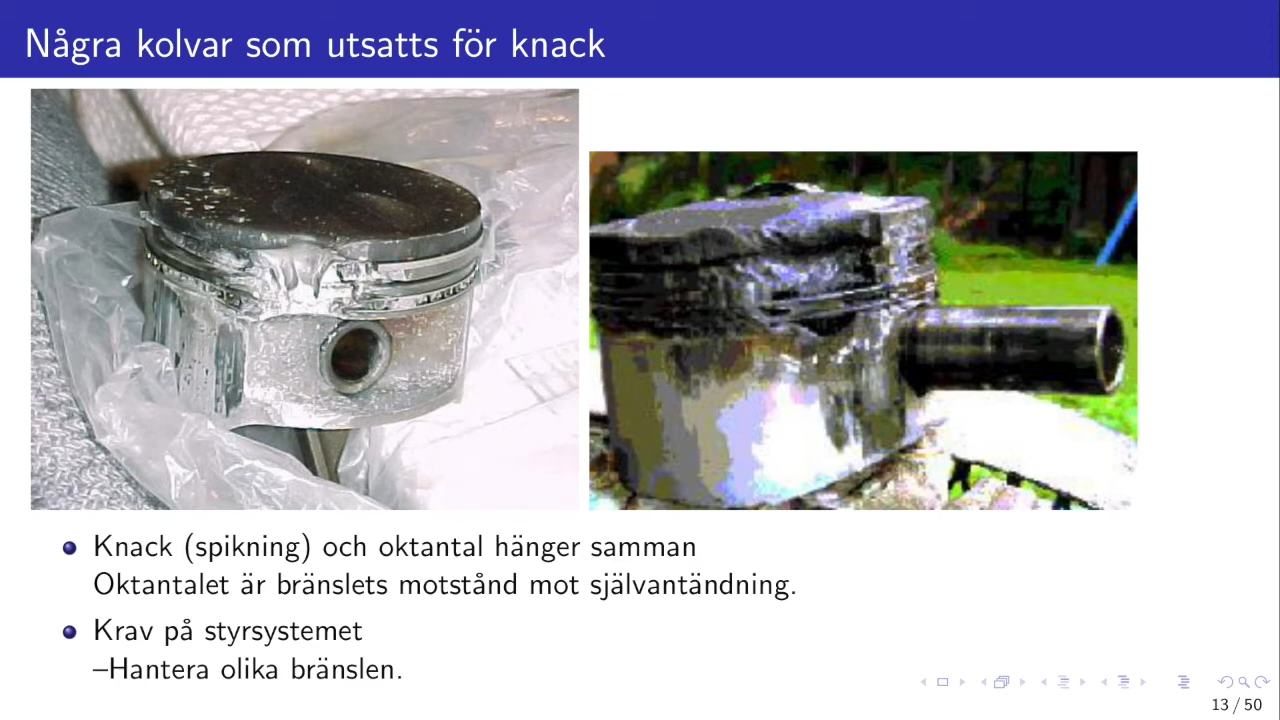 Några kolvar som utsatts för knack
Knack (spikning) och oktantal hänger samman
Oktantalet är bränslets motstånd mot självantändning.
Krav på styrsystemet
–Hantera olika bränslen.
13 / 50